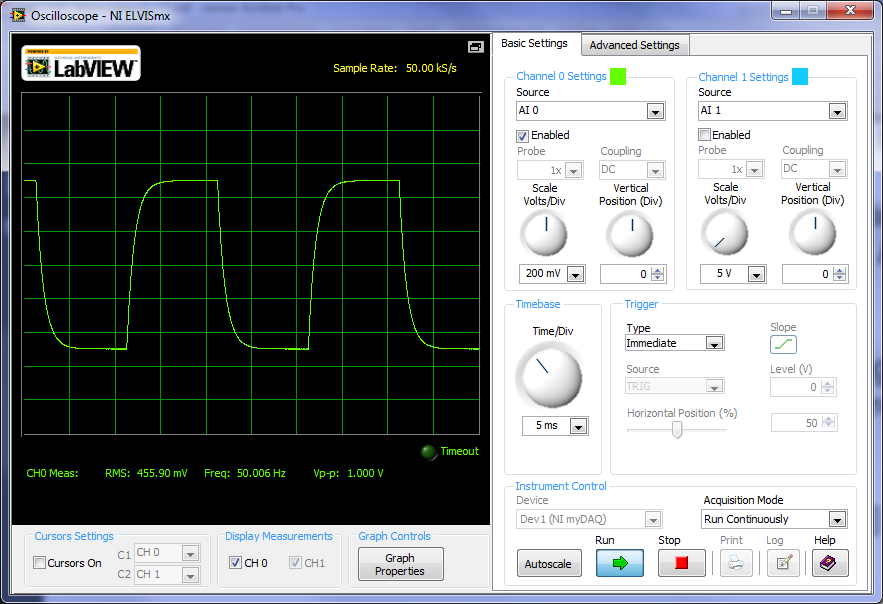 Oscilloscope - NI ELVISmx
POWERED BY
LabVIEW™
Sample Rate: 50.00 kS/s
Timeout
CH0 Meas: RMS: 455.90 mV Freq: 50.006 Hz Vp-p: 1.000 V
Cursors Settings
Cursors On
C1 CH 0
C2 CH 1
Display Measurements
CH 0
CH1
Graph Controls
Graph
Properties
Basic Settings
Advanced Settings
Channel 0 Settings
Source
AI 0
Enabled
Probe
Coupling
1x
DC
Scale
Volts/Div
Vertical
Position (Div)
200 mV
0
Channel 1 Settings
Source
AI 1
Enabled
Probe
Coupling
1x
DC
Scale
Volts/Div
Vertical
Position (Div)
5 V
0
Timebase
Time/Div
5 ms
Trigger
Type
Immediate
Slope
Source
TRIG
Level (V)
0
Horizontal Position (%)
50
Instrument Control
Device
Dev1 (NI myDAQ)
Acquisition Mode
Run Continuously
Autoscale
Run
Stop
Print
Log
Help